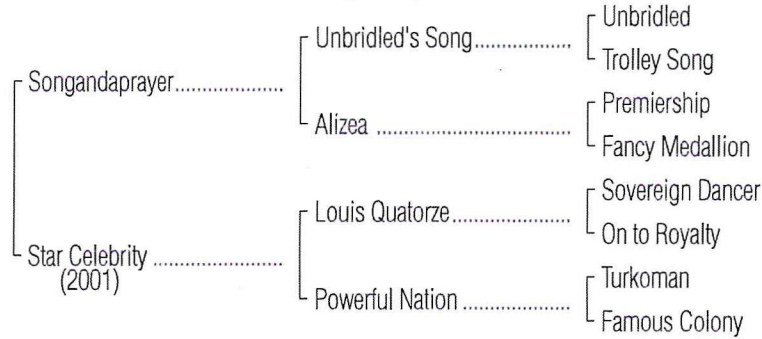 Unbridled
Unbridled's Song....................
Trolley Song
Songandaprayer....................
Premiership
Alizea ........................................
Fancy Medallion
Sovereign Dancer
Louis Quatorze.........................
On to Royalty
Star Celebrity ........................
(2001)
Turkoman
Powerful Nation ......................
Famous Colony